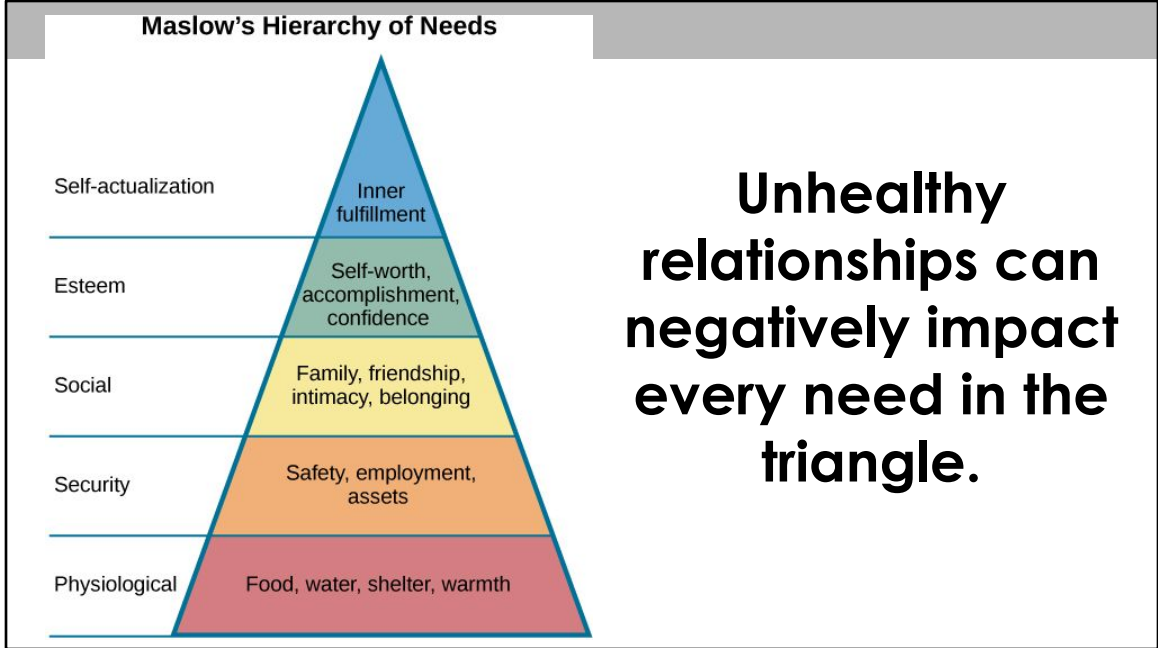 Maslow's Hierarchy of Needs
Self-actualization
Inner
fulfillment
Esteem
Self-worth,
accomplishment,
confidence
Social
Family, friendship,
intimacy, belonging
Security
Safety, employment,
assets
Physiological
Food, water, shelter, warmth
Unhealthy
relationships can
negatively impact
every need in the
triangle.